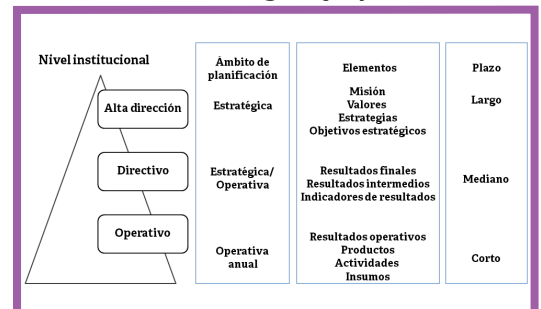 Nivel institucional
Alta dirección
Directivo
Operativo
Ámbito de
planificación
Estratégica
Estratégica/
Operativa
Operativa
anual
Elementos
Misión
Valores
Estrategias
Objetivos estratégicos
Resultados finales
Resultados intermedios
Indicadores de resultados
Resultados operativos
Productos
Actividades
Insumos
Plazo
Largo
Mediano
Corto